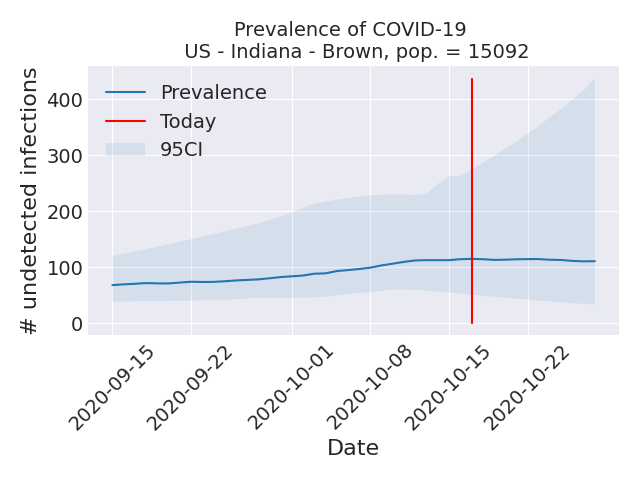 Prevalence of COVID-19
US - Indiana - Brown, pop. = 15092
# undetected infections
400
300
200
100
0
Prevalence
Today
95CI
2020-09-15
2020-09-22
2020-10-01
2020-10-08
2020-10-15
2020-10-22
Date